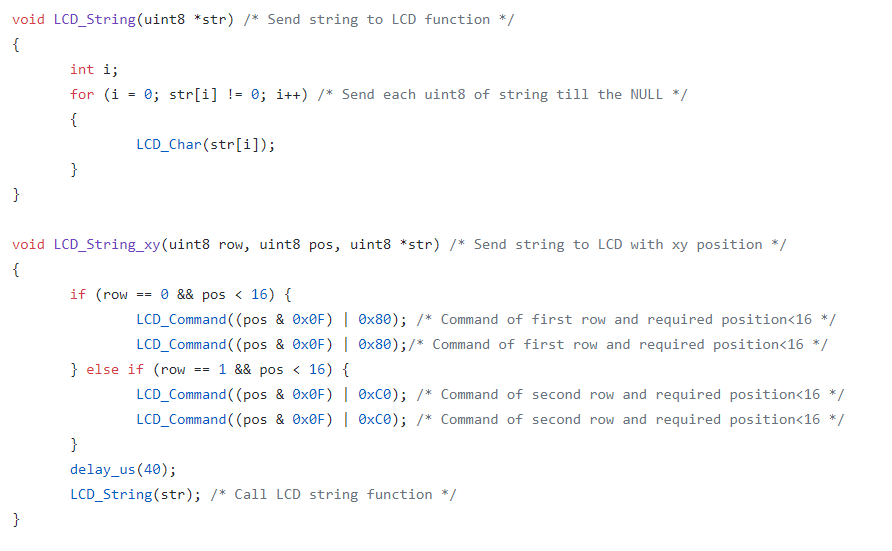 void LCD_String(uint8 *str) /* Send string to LCD function */
{
int i;
for (i = 0; str[i] != 0; i++) /* Send each uint8 of string till the NULL */
{
LCD_Char(str[i]);
}
}
void LCD_String_xy(uint8 row, uint8 pos, uint8 *str) /* Send string to LCD with xy position */
{
if (row == 0 && pos < 16) {
LCD_Command((pos & 0x0F) | 0x80); /* Command of first row and required position<16 */
LCD_Command((pos & 0x0F) | 0x80);/* Command of first row and required position<16 */
} else if (row == 1 && pos < 16) {
LCD_Command((pos & 0x0F) | 0xC0); /* Command of second row and required position<16 */
LCD_Command((pos & 0x0F) | 0xC0); /* Command of second row and required position<16 */
}
delay_us(40);
LCD_String(str); /* Call LCD string function */
}